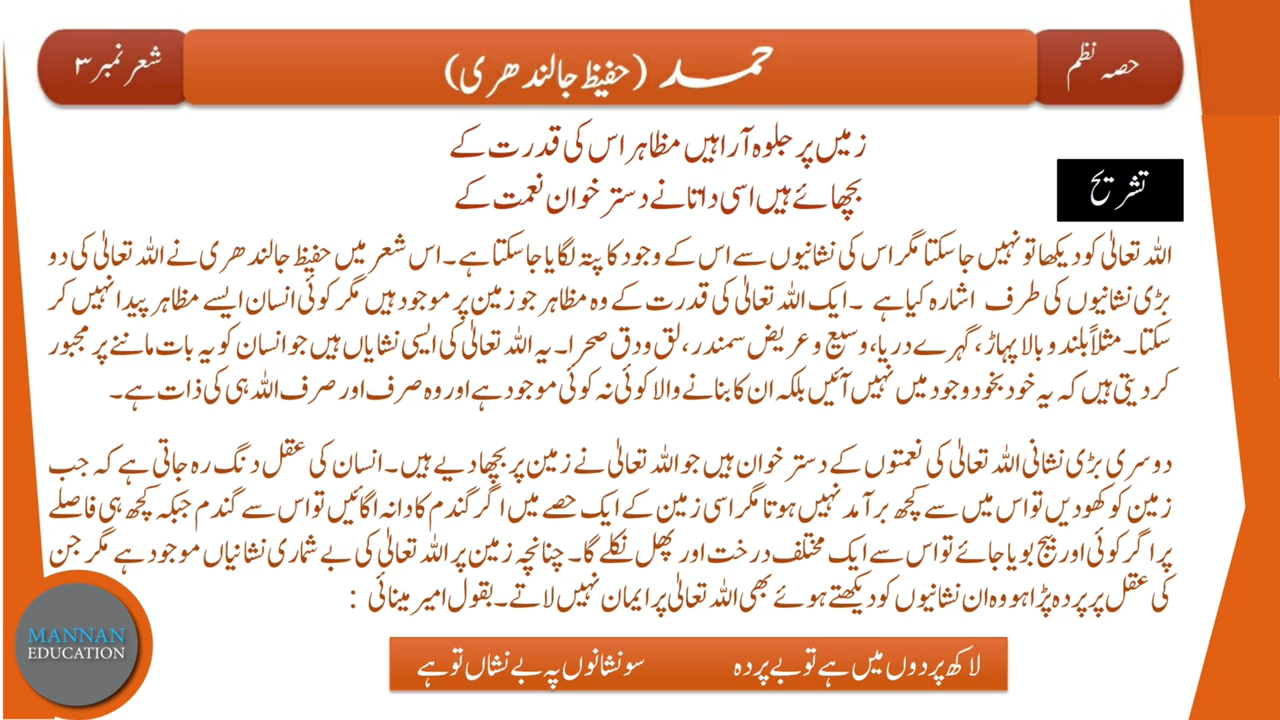 حصہ نظم
حمد (حفیظ جالندھری)
شعر نمبر ۳
زمیں پر جلوہ آرا ہیں مظاہر اس کی قدرت کے
بچھائے ہیں اسی داتا نے دستر خوان نعمت کے
تشریح
اللہ تعالیٰ کو دیکھا تو نہیں جا سکتا مگر اس کی نشانیوں سے اس کے وجود کا پتہ لگایا جا سکتا ہے۔ اس شعر میں حفیظ جالندھری نے اللہ تعالیٰ کی دو
بڑی نشانیوں کی طرف اشارہ کیا ہے ۔ ایک اللہ تعالیٰ کی قدرت کے وہ مظاہر جو زمین پر موجود ہیں مگر کوئی انسان ایسے مظاہر پیدا نہیں کر
سکتا۔ مثلاً بلند و بالا پہاڑ، گہرے دریا، وسیع و عریض سمندر، لق و دق صحرا۔ یہ اللہ تعالیٰ کی ایسی نشایاں ہیں جو انسان کو یہ بات ماننے پر مجبور
کر دیتی ہیں کہ یہ خود بخود وجود میں نہیں آئیں بلکہ ان کا بنانے والا کوئی نہ کوئی موجود ہے اور وہ صرف اور صرف اللہ ہی کی ذات ہے۔
دوسری بڑی نشانی اللہ تعالیٰ کی نعمتوں کے دستر خوان ہیں جو اللہ تعالیٰ نے زمین پر بچھا دیے ہیں۔ انسان کی عقل دنگ رہ جاتی ہے کہ جب
زمین کو کھودیں تو اس میں سے کچھ برآمد نہیں ہوتا مگر اسی زمین کے ایک حصے میں اگر گندم کا دانہ اگائیں تو اس سے گندم جبکہ کچھ ہی فاصلے
پر اگر کوئی اور بیج بویا جائے تو اس سے ایک مختلف درخت اور پھل نکلے گا۔ چنانچہ زمین پر اللہ تعالیٰ کی بے شماری نشانیاں موجود ہے مگر جن
کی عقل پر پردہ پڑا ہو وہ ان نشانیوں کو دیکھتے ہوئے بھی اللہ تعالیٰ پر ایمان نہیں لاتے۔ بقول امیر مینائی :
لاکھ پردوں میں ہے تو بے پردہ سو نشانوں پہ بے نشاں تو ہے
MANNAN
EDUCATION